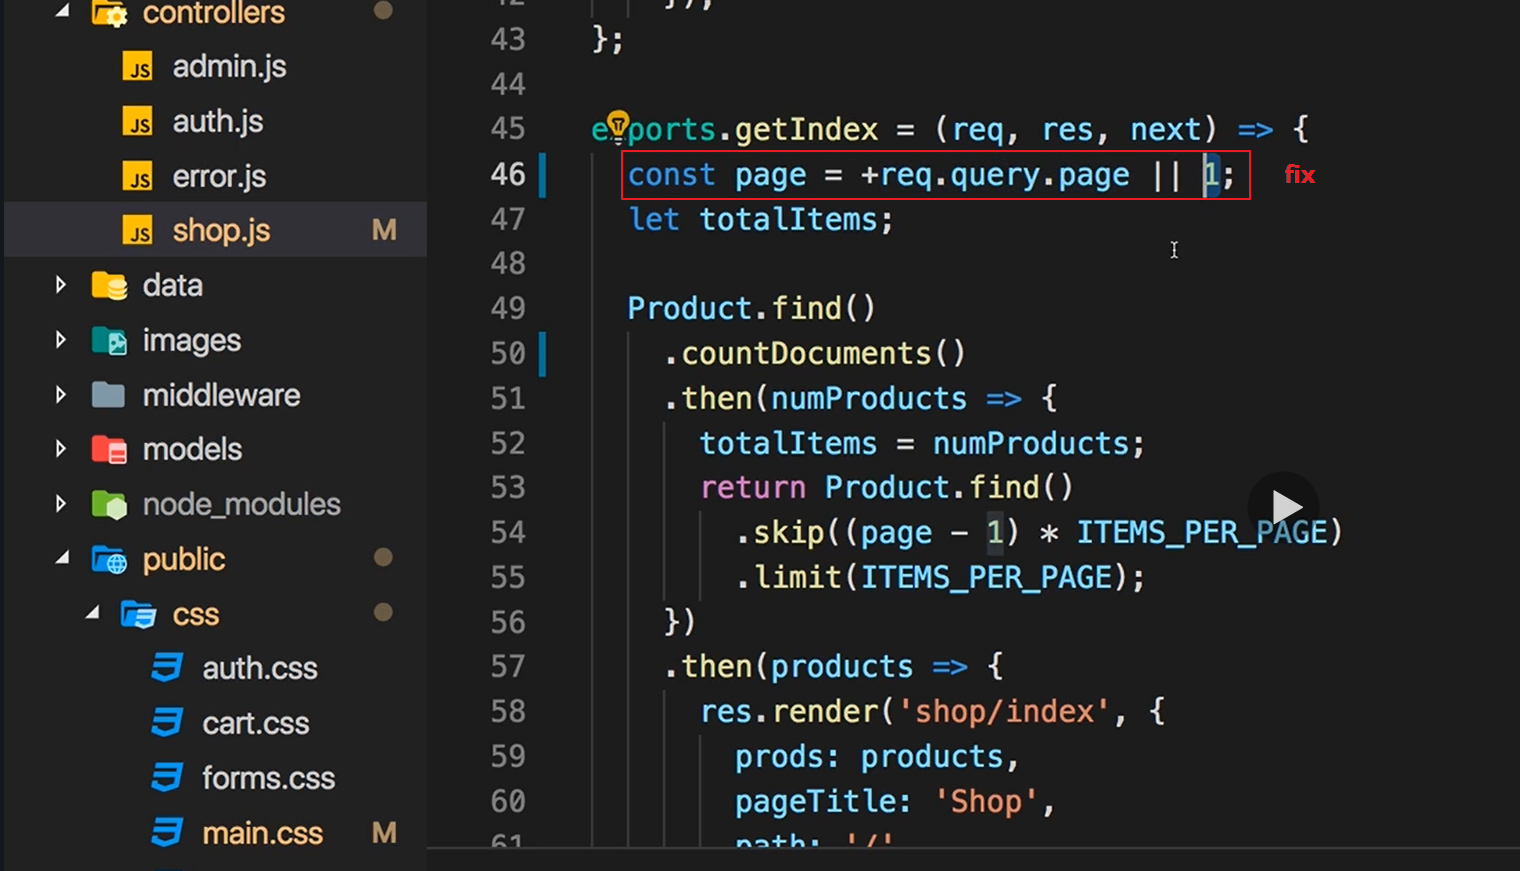 controllers
admin.js
auth.js
error.js
shop.js M
data
images
middleware
models
node_modules
public
css
auth.css
cart.css
forms.css
main.css M
43 };
44
45 exports.getIndex = (req, res, next) => {
46 const page = +req.query.page || 1; fix
47 let totalItems;
48
49 Product.find()
50 .countDocuments()
51 .then(numProducts => {
52 totalItems = numProducts;
53 return Product.find()
54 .skip((page - 1) * ITEMS_PER_PAGE)
55 .limit(ITEMS_PER_PAGE);
56 })
57 .then(products => {
58 res.render('shop/index', {
59 prods: products,
60 pageTitle: 'Shop',
61 path: '/'